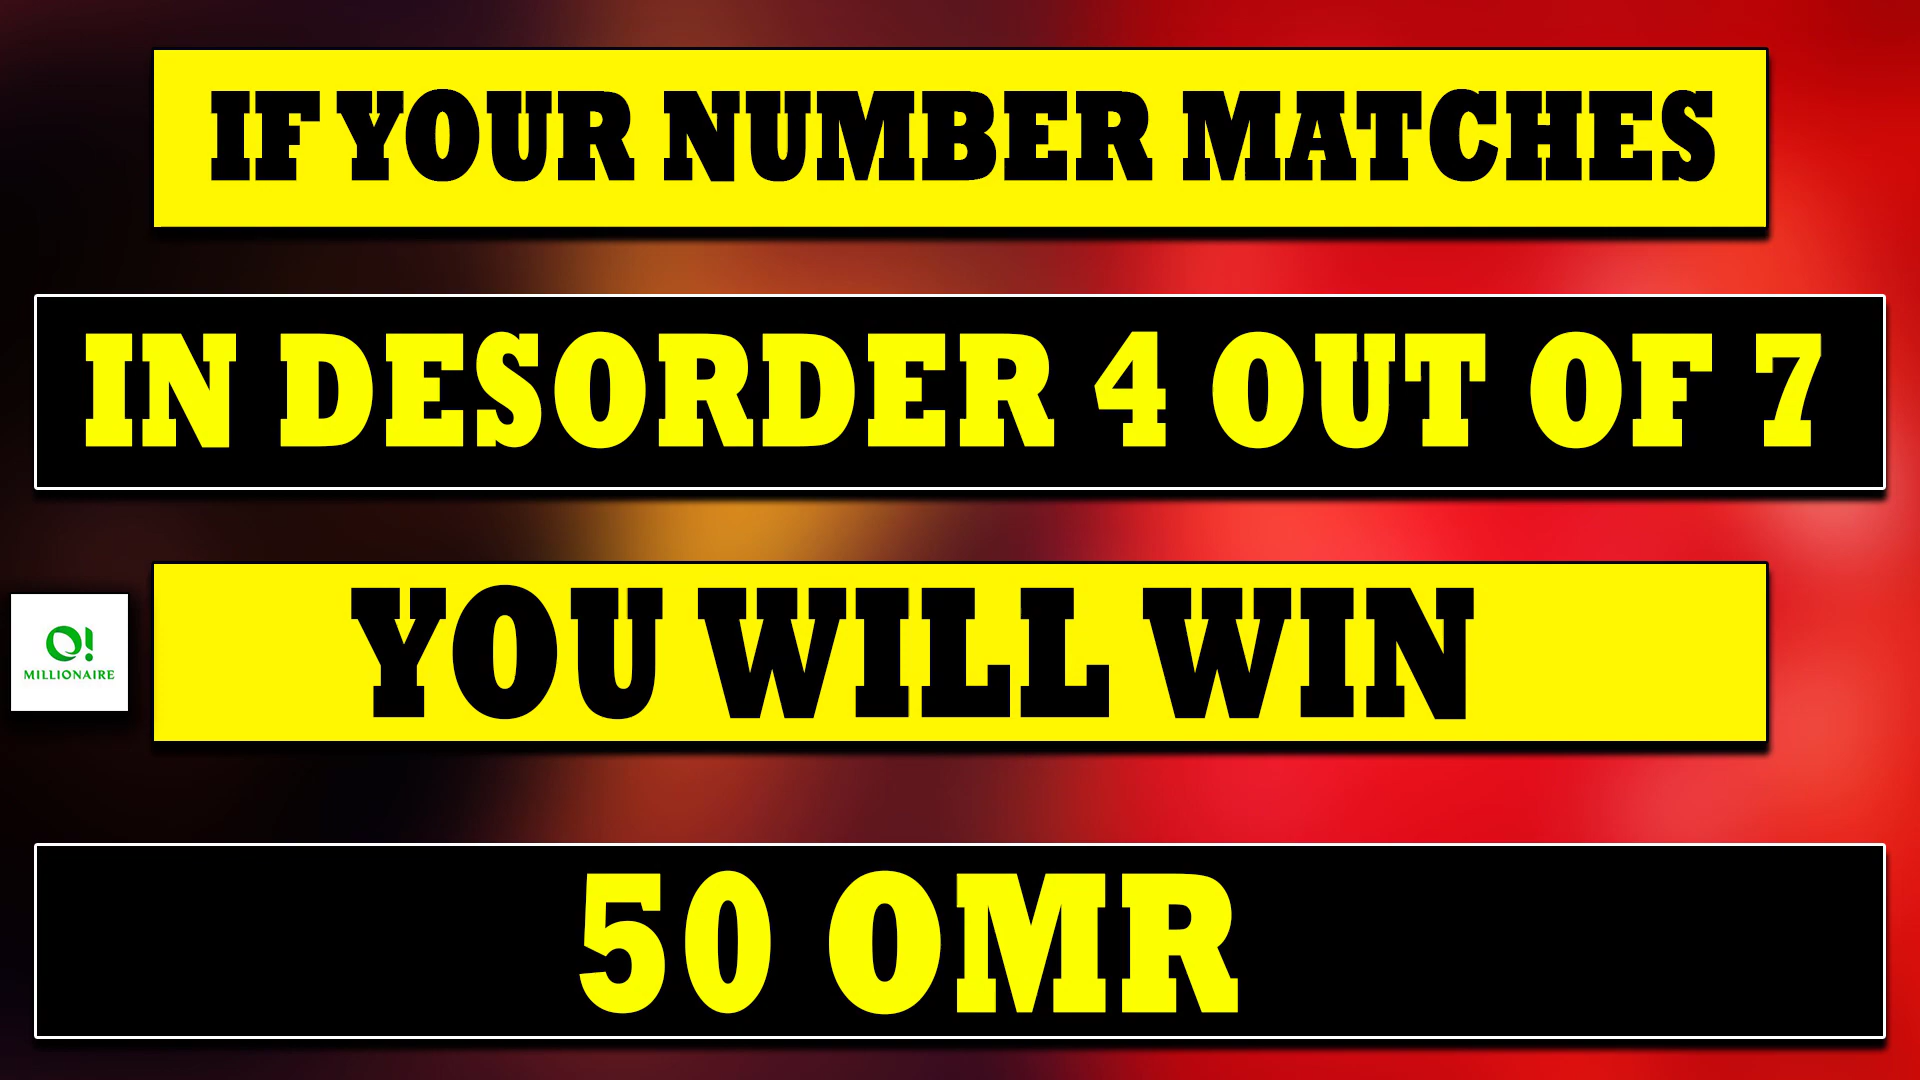 IF YOUR NUMBER MATCHES
IN DESORDER 4 OUT OF 7
YOU WILL WIN
O!
MILLIONAIRE
50 OMR